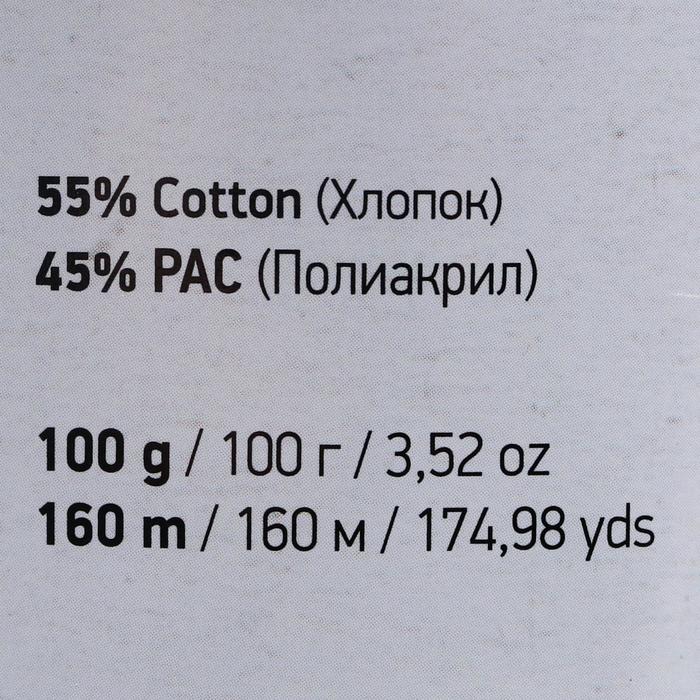 55% Cotton (Хлопок)
45% PAC (Полиакрил)
100 g / 100 г / 3,52 oz
160 m / 160 м / 174,98 yds